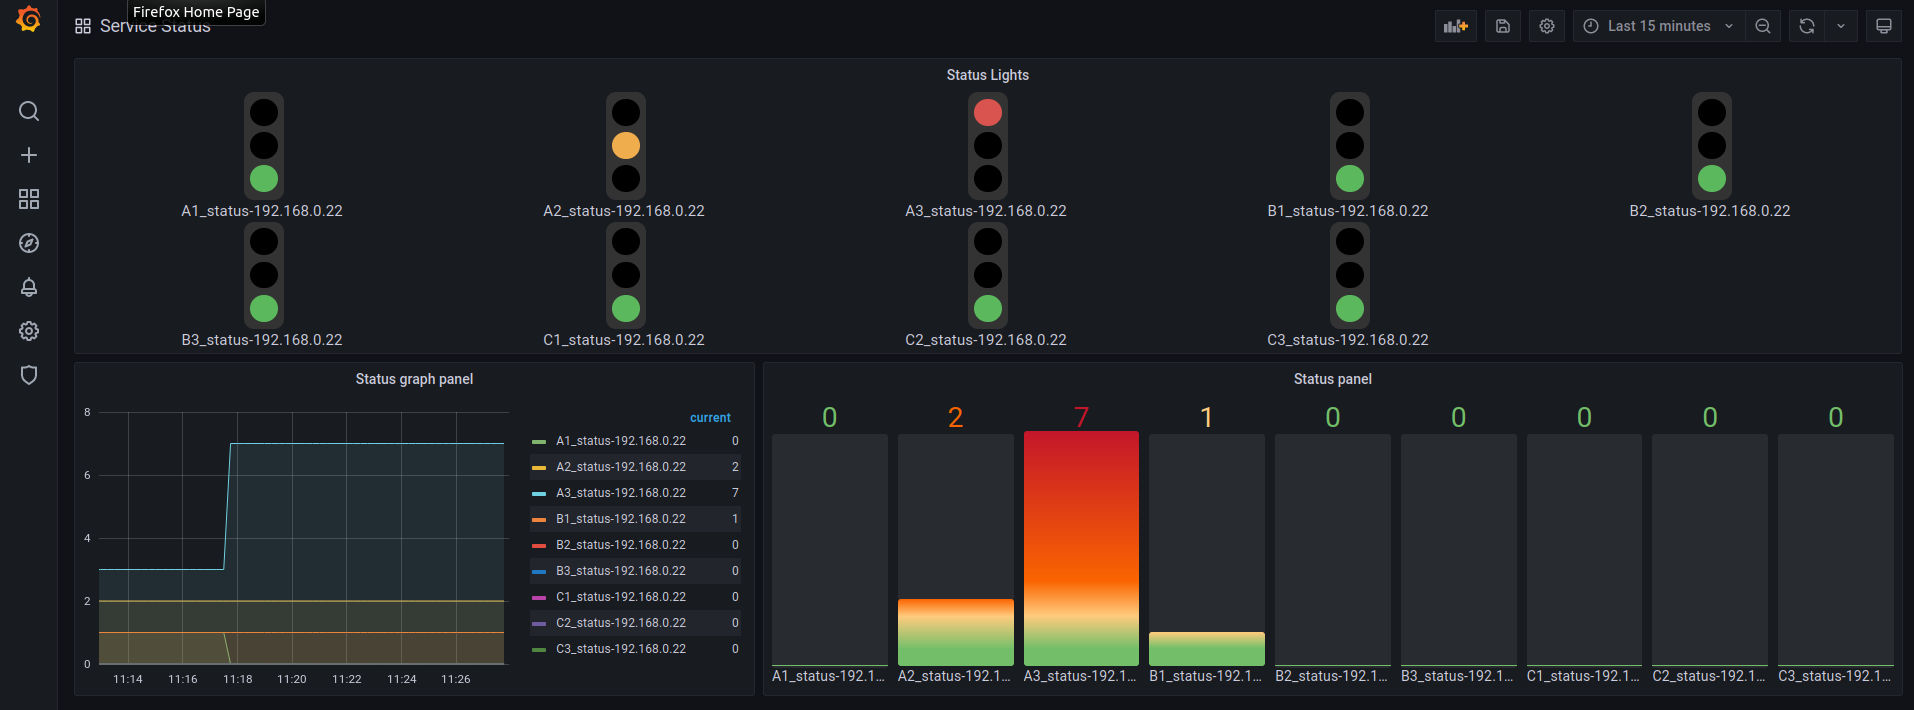 Firefox Home Page
Service Status
Last 15 minutes
Status Lights
A1_status-192.168.0.22
A2_status-192.168.0.22
A3_status-192.168.0.22
B1_status-192.168.0.22
B2_status-192.168.0.22
B3_status-192.168.0.22
C1_status-192.168.0.22
C2_status-192.168.0.22
C3_status-192.168.0.22
Status graph panel
8
6
4
2
0
11:14
11:16
11:18
11:20
11:22
11:24
11:26
current
A1_status-192.168.0.22 0
A2_status-192.168.0.22 2
A3_status-192.168.0.22 7
B1_status-192.168.0.22 1
B2_status-192.168.0.22 0
B3_status-192.168.0.22 0
C1_status-192.168.0.22 0
C2_status-192.168.0.22 0
C3_status-192.168.0.22 0
Status panel
0
2
7
1
0
0
0
0
0
A1_status-192.1...
A2_status-192.1...
A3_status-192.1...
B1_status-192.1...
B2_status-192.1...
B3_status-192.1...
C1_status-192.1...
C2_status-192.1...
C3_status-192.1...